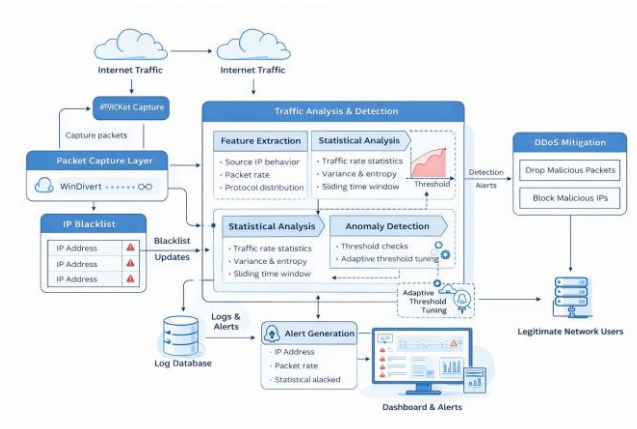 Internet Traffic
Internet Traffic
Capture
Traffic Analysis & Detection
Capture packets
Packet Capture Layer
WinDivert
Feature Extraction
· Source IP behavior
· Packet rate
· Protocol distribution
Statistical Analysis
· Traffic rate statistics
· Variance & entropy
· Sliding time window
Threshold
Detection
Alerts
DDoS Mitigation
Drop Malicious Packets
Block Malicious IPs
IP Blacklist
IP Address
IP Address
IP Address
Blacklist
Updates
Statistical Analysis
· Traffic rate statistics
· Variance & entropy
· Sliding time window
Anomaly Detection
· Threshold checks
· Adaptive threshold tuning
Adaptive
Threshold
Tuning
Legitimate Network Users
Logs &
Alerts
Log Database
Alert Generation
· IP Address
· Packet rate
· Statistical alacked
Dashboard & Alerts